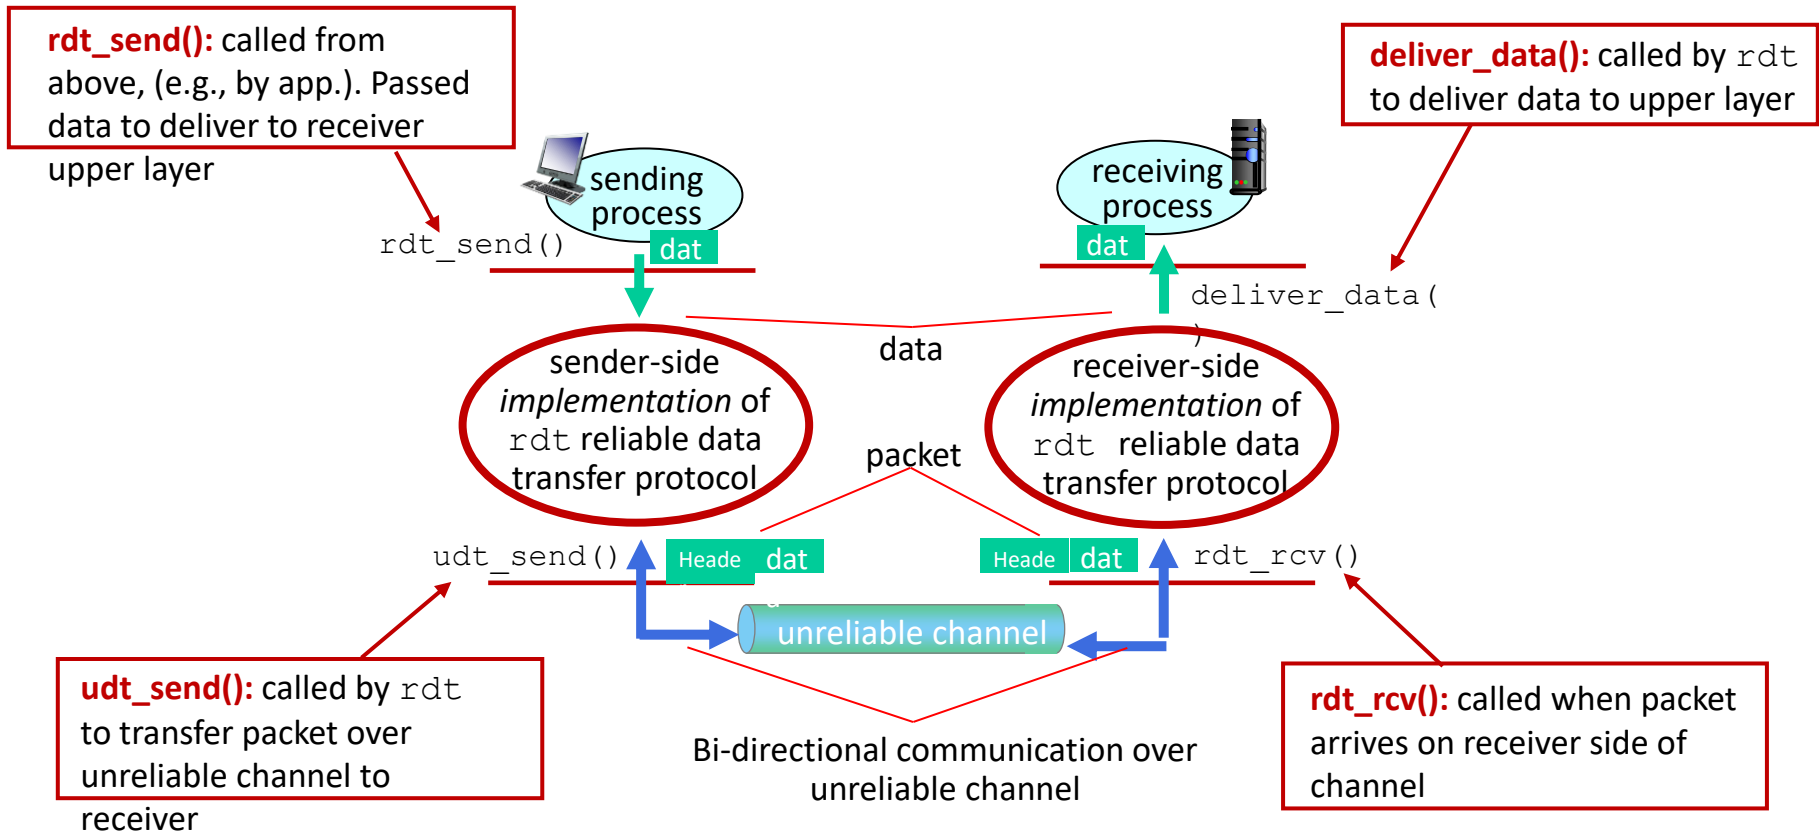 rdt_send(): called from
above, (e.g., by app.). Passed
data to deliver to receiver
upper layer
deliver_data(): called by rdt
to deliver data to upper layer
sending
process
receiving
process
rdt_send()
dat
dat
deliver_data(
)
data
sender-side
implementation of
rdt reliable data
transfer protocol
receiver-side
implementation of
rdt reliable data
transfer protocol
packet
udt_send()
Heade
dat
Heade
dat
rdt_rcv()
unreliable channel
udt_send(): called by rdt
to transfer packet over
unreliable channel to
receiver
Bi-directional communication over
unreliable channel
rdt_rcv(): called when packet
arrives on receiver side of
channel